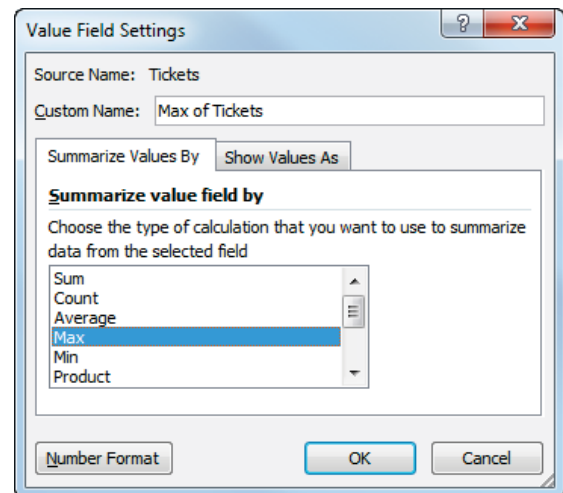 Value Field Settings
?
X
Source Name: Tickets
Custom Name: Max of Tickets
Summarize Values By Show Values As
Summarize value field by
Choose the type of calculation that you want to use to summarize
data from the selected field
Sum
Count
Average
Max
Min
Product
Number Format OK Cancel